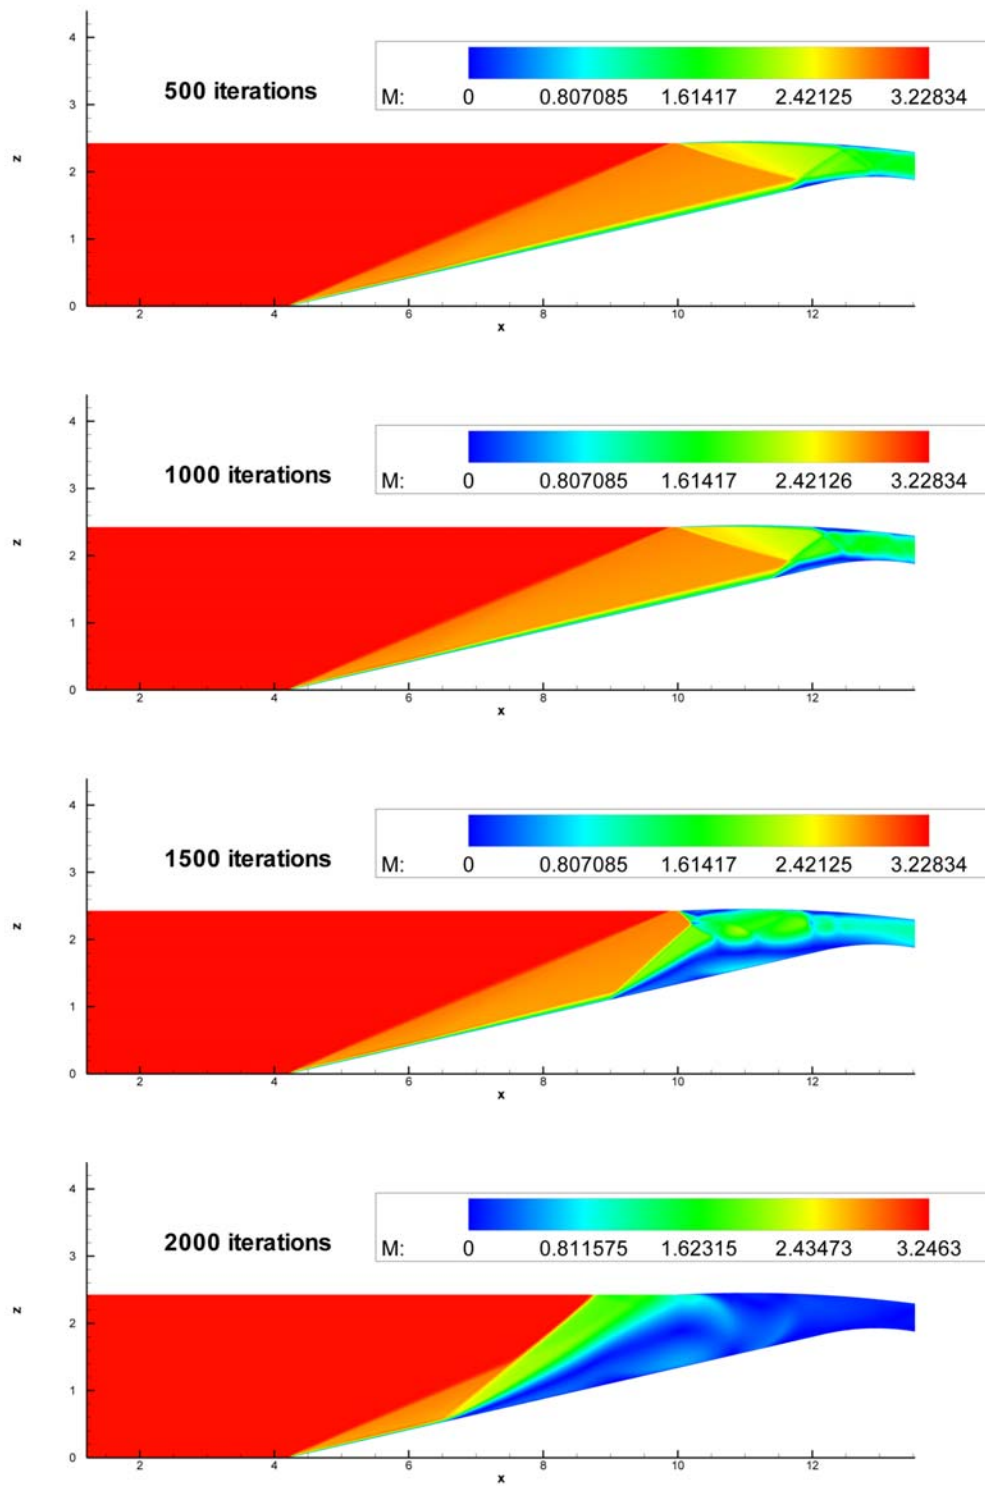 4
500 iterations
M: 0 0.807085 1.61417 2.42125 3.22834
3
z
2
1
0
2 4 6 8 10 12
x
4
1000 iterations
M: 0 0.807085 1.61417 2.42126 3.22834
3
z
2
1
0
2 4 6 8 10 12
x
4
1500 iterations
M: 0 0.807085 1.61417 2.42125 3.22834
3
z
2
1
0
2 4 6 8 10 12
x
4
2000 iterations
M: 0 0.811575 1.62315 2.43473 3.2463
3
z
2
1
0
2 4 6 8 10 12
x